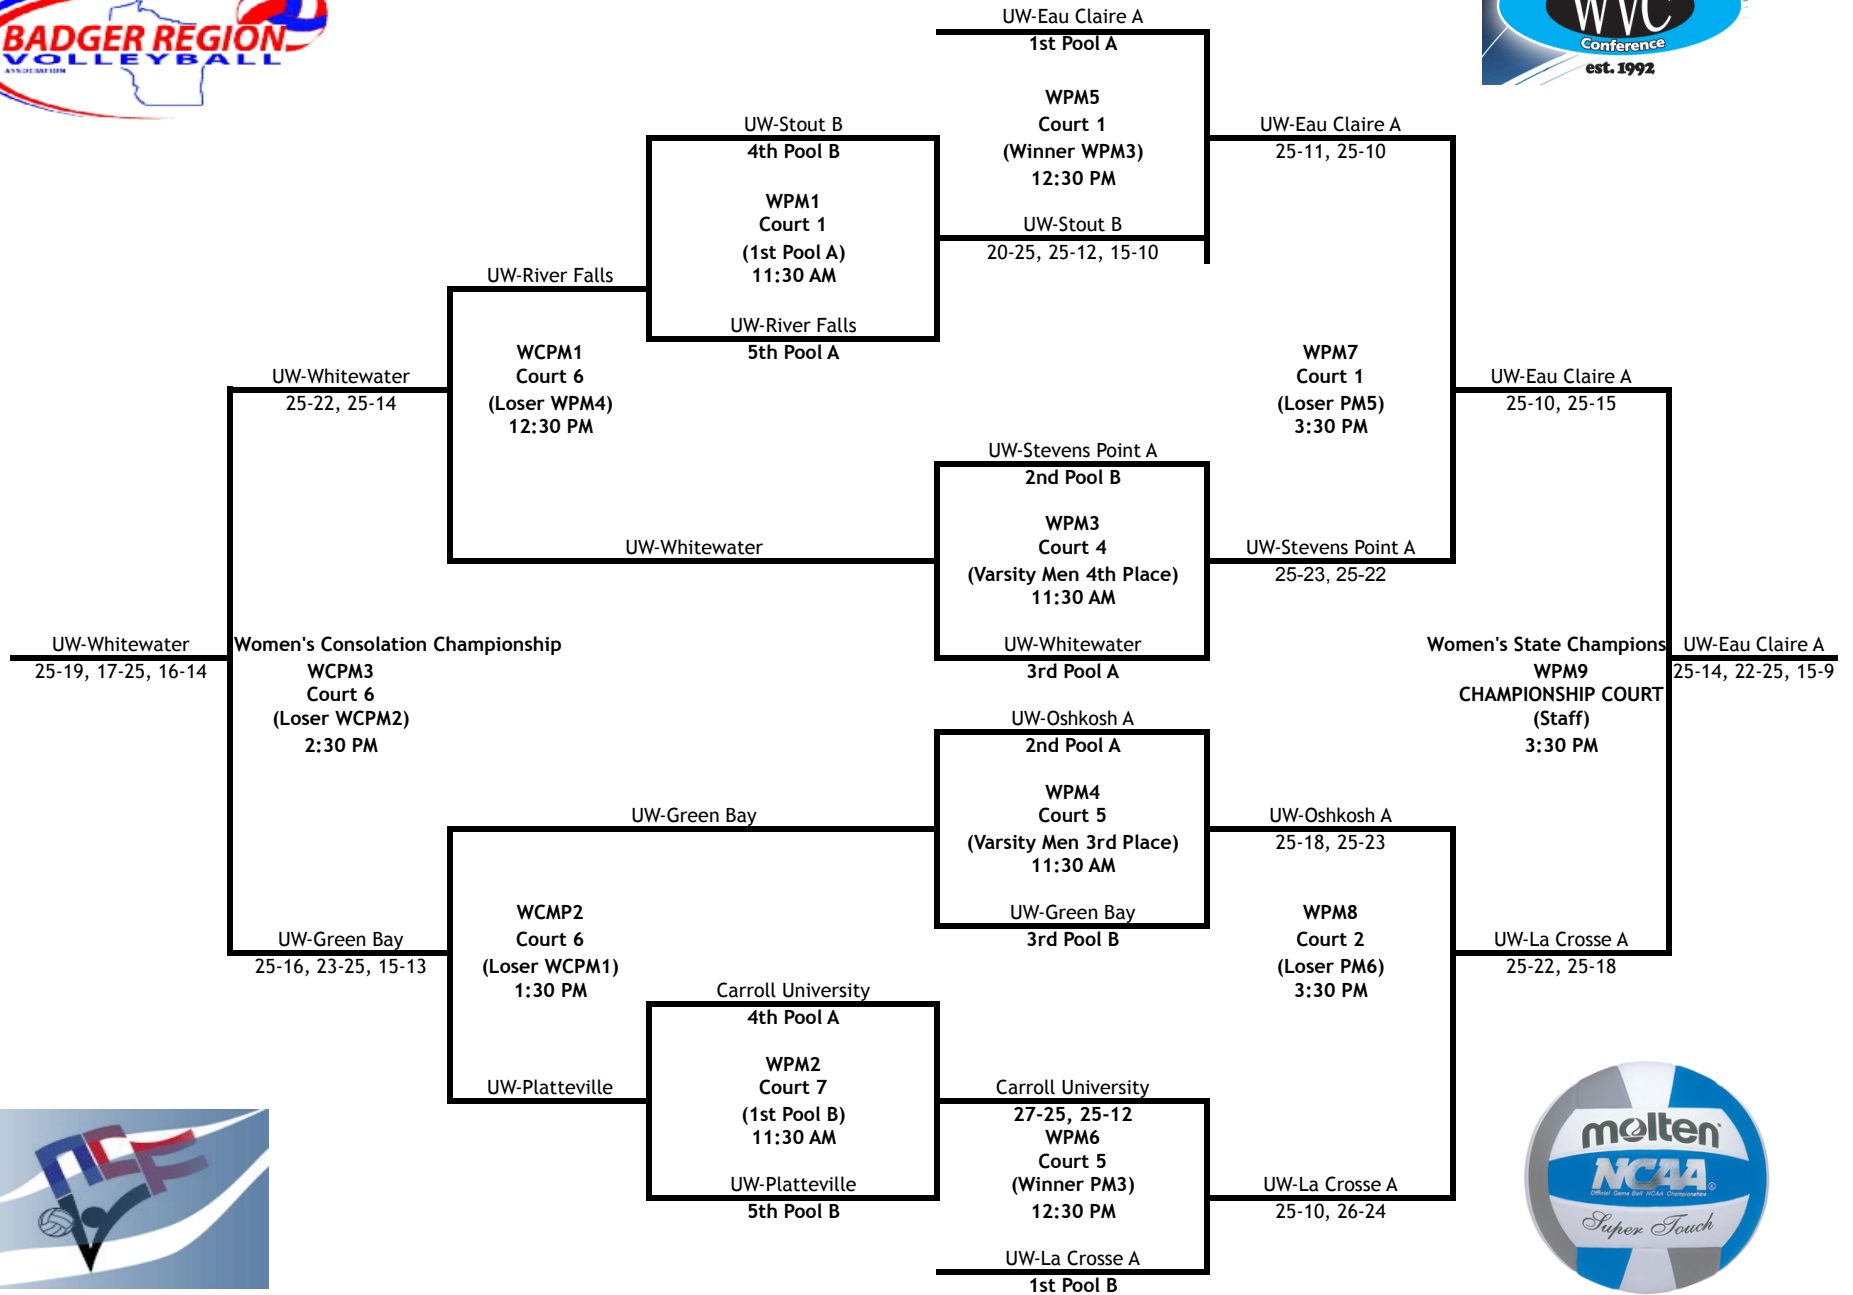 BADGER REGION
VOLLEYBALL
ASSOCIATION
WVC
Conference
est. 1992
UW-Eau Claire A
1st Pool A
WPM5
Court 1
(Winner WPM3)
12:30 PM
UW-Stout B
4th Pool B
UW-Eau Claire A
25-11, 25-10
WPM1
Court 1
(1st Pool A)
11:30 AM
UW-Stout B
20-25, 25-12, 15-10
UW-River Falls
UW-River Falls
5th Pool A
WCPM1
Court 6
(Loser WPM4)
12:30 PM
WPM7
Court 1
(Loser PM5)
3:30 PM
UW-Whitewater
25-22, 25-14
UW-Eau Claire A
25-10, 25-15
UW-Stevens Point A
2nd Pool B
WPM3
Court 4
(Varsity Men 4th Place)
11:30 AM
UW-Whitewater
UW-Stevens Point A
25-23, 25-22
UW-Whitewater
3rd Pool A
UW-Whitewater
25-19, 17-25, 16-14
Women's Consolation Championship
WCPM3
Court 6
(Loser WCPM2)
2:30 PM
Women's State Champions
WPM9
CHAMPIONSHIP COURT
(Staff)
3:30 PM
UW-Eau Claire A
25-14, 22-25, 15-9
UW-Oshkosh A
2nd Pool A
WPM4
Court 5
(Varsity Men 3rd Place)
11:30 AM
UW-Green Bay
UW-Oshkosh A
25-18, 25-23
UW-Green Bay
3rd Pool B
WCMP2
Court 6
(Loser WCPM1)
1:30 PM
WPM8
Court 2
(Loser PM6)
3:30 PM
UW-Green Bay
25-16, 23-25, 15-13
UW-La Crosse A
25-22, 25-18
Carroll University
4th Pool A
WPM2
Court 7
(1st Pool B)
11:30 AM
UW-Platteville
Carroll University
27-25, 25-12
WPM6
Court 5
(Winner PM3)
12:30 PM
UW-Platteville
5th Pool B
UW-La Crosse A
25-10, 26-24
UW-La Crosse A
1st Pool B
NCF
molten
NCAA
Official Game Ball NCAA Championships
Super Touch